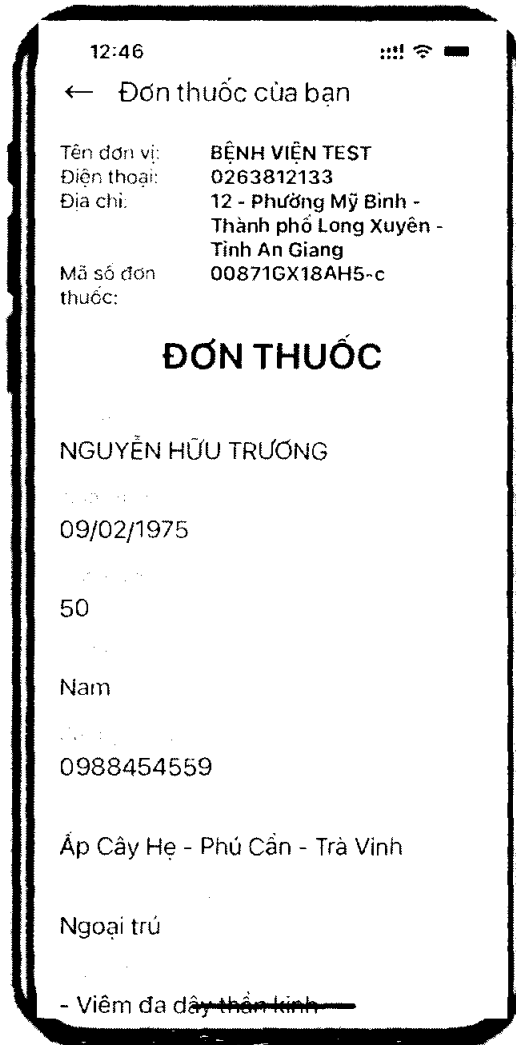 12:46
← Đơn thuốc của bạn
Tên đơn vị: BỆNH VIỆN TEST
Điện thoại: 0263812133
Địa chỉ: 12 - Phường Mỹ Bình -
Thành phố Long Xuyên -
Tỉnh An Giang
Mã số đơn 00871GX18AH5-c
thuốc:
ĐƠN THUỐC
NGUYỄN HỮU TRƯƠNG
09/02/1975
50
Nam
0988454559
Ấp Cây Hẹ - Phú Cần - Trà Vinh
Ngoại trú
- Viêm đa dây thần kinh